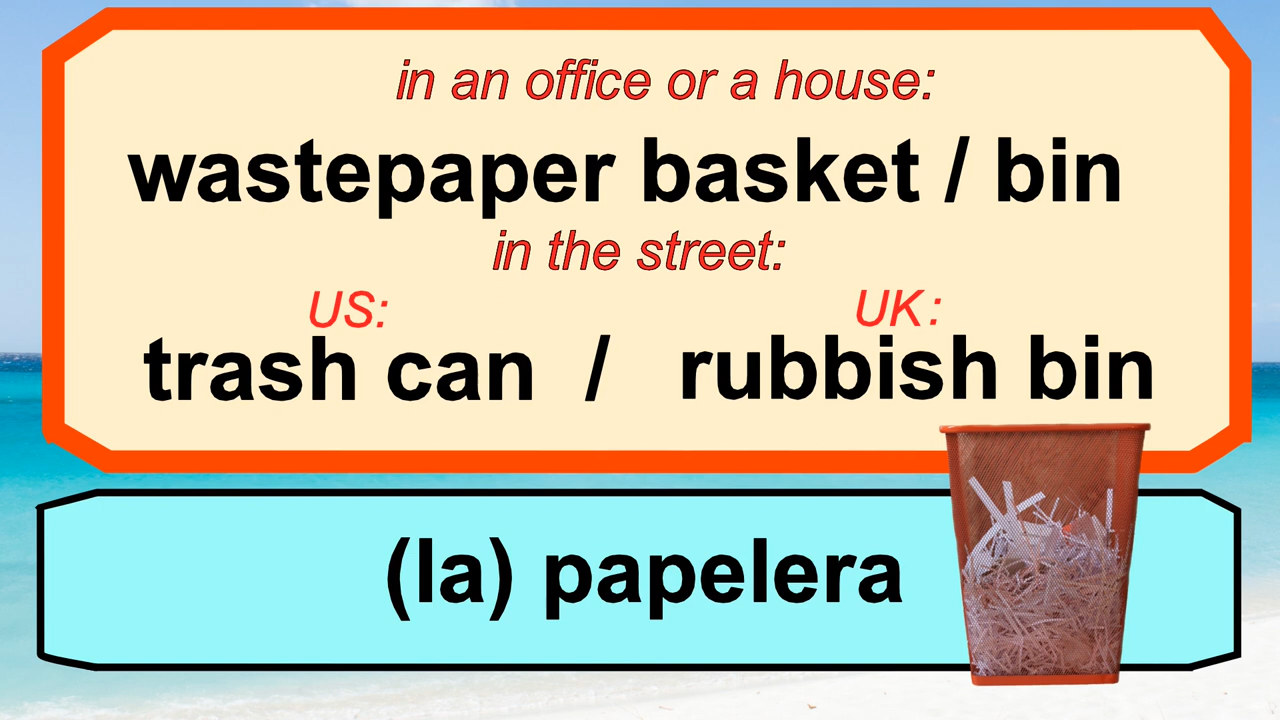 in an office or a house:
wastepaper basket / bin
in the street:
US: UK:
trash can / rubbish bin
(la) papelera